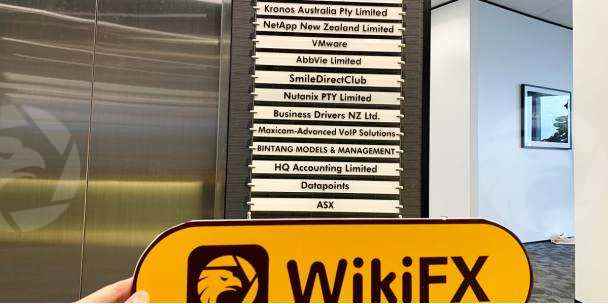 Kronos Australia Pty Limited
NetApp New Zealand Limited
VMware
AbbVie Limited
SmileDirectClub
Nutanix PTY Limited
Business Drivers NZ Ltd.
Maxicom-Advanced VoIP Solutions
BINTANG MODELS & MANAGEMENT
HQ Accounting Limited
Datapoints
ASX
WikiFX